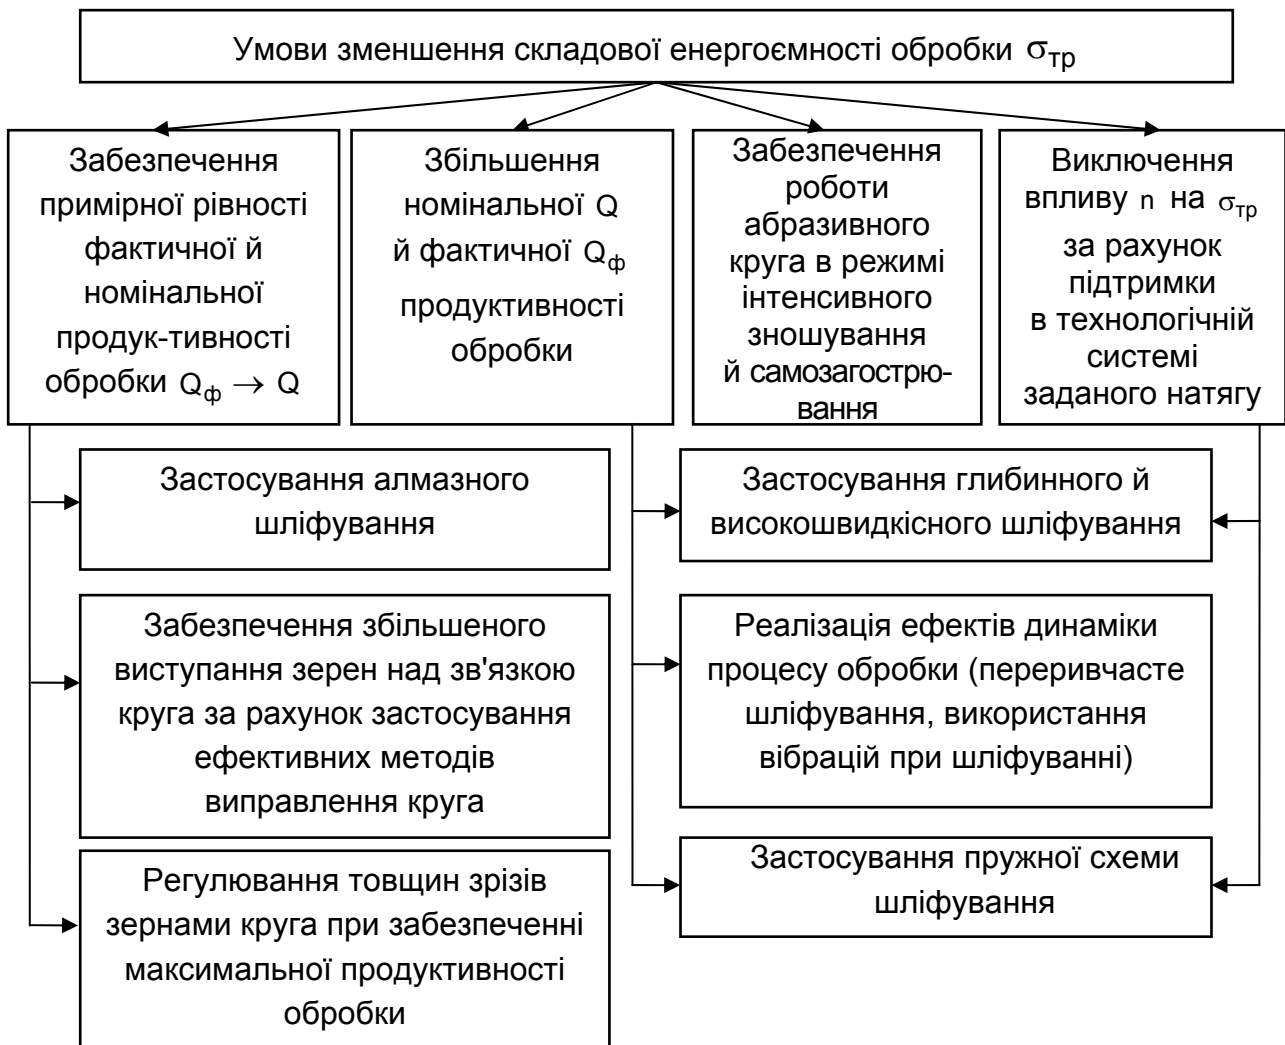 Умови зменшення складової енергоємності обробки σтр
Забезпечення
примірної рівності
фактичної й
номінальної
продук-тивності
обробки Qф → Q
Збільшення
номінальної Q
й фактичної Qф
продуктивності
обробки
Забезпечення
роботи
абразивного
круга в режимі
інтенсивного
зношування
й самозагострю-
вання
Виключення
впливу n на σтр
за рахунок
підтримки
в технологічній
системі
заданого натягу
Застосування алмазного
шліфування
Забезпечення збільшеного
виступання зерен над зв'язкою
круга за рахунок застосування
ефективних методів
виправлення круга
Регулювання товщин зрізів
зернами круга при забезпеченні
максимальної продуктивності
обробки
Застосування глибинного й
високошвидкісного шліфування
Реалізація ефектів динаміки
процесу обробки (переривчасте
шліфування, використання
вібрацій при шліфуванні)
Застосування пружної схеми
шліфування